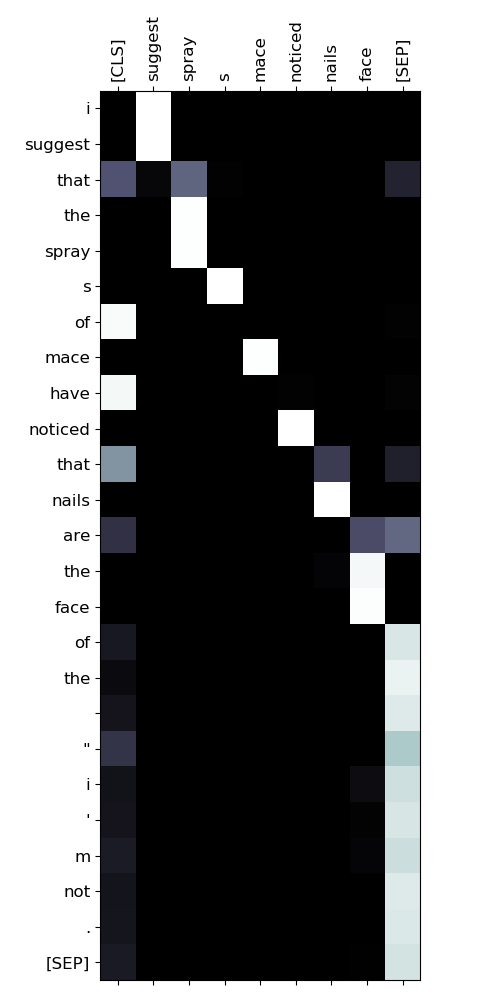 [CLS] suggest spray s mace noticed nails face [SEP]
i
suggest
that
the
spray
s
of
mace
have
noticed
that
nails
are
the
face
of
the
"
i
'
m
not
.
[SEP]